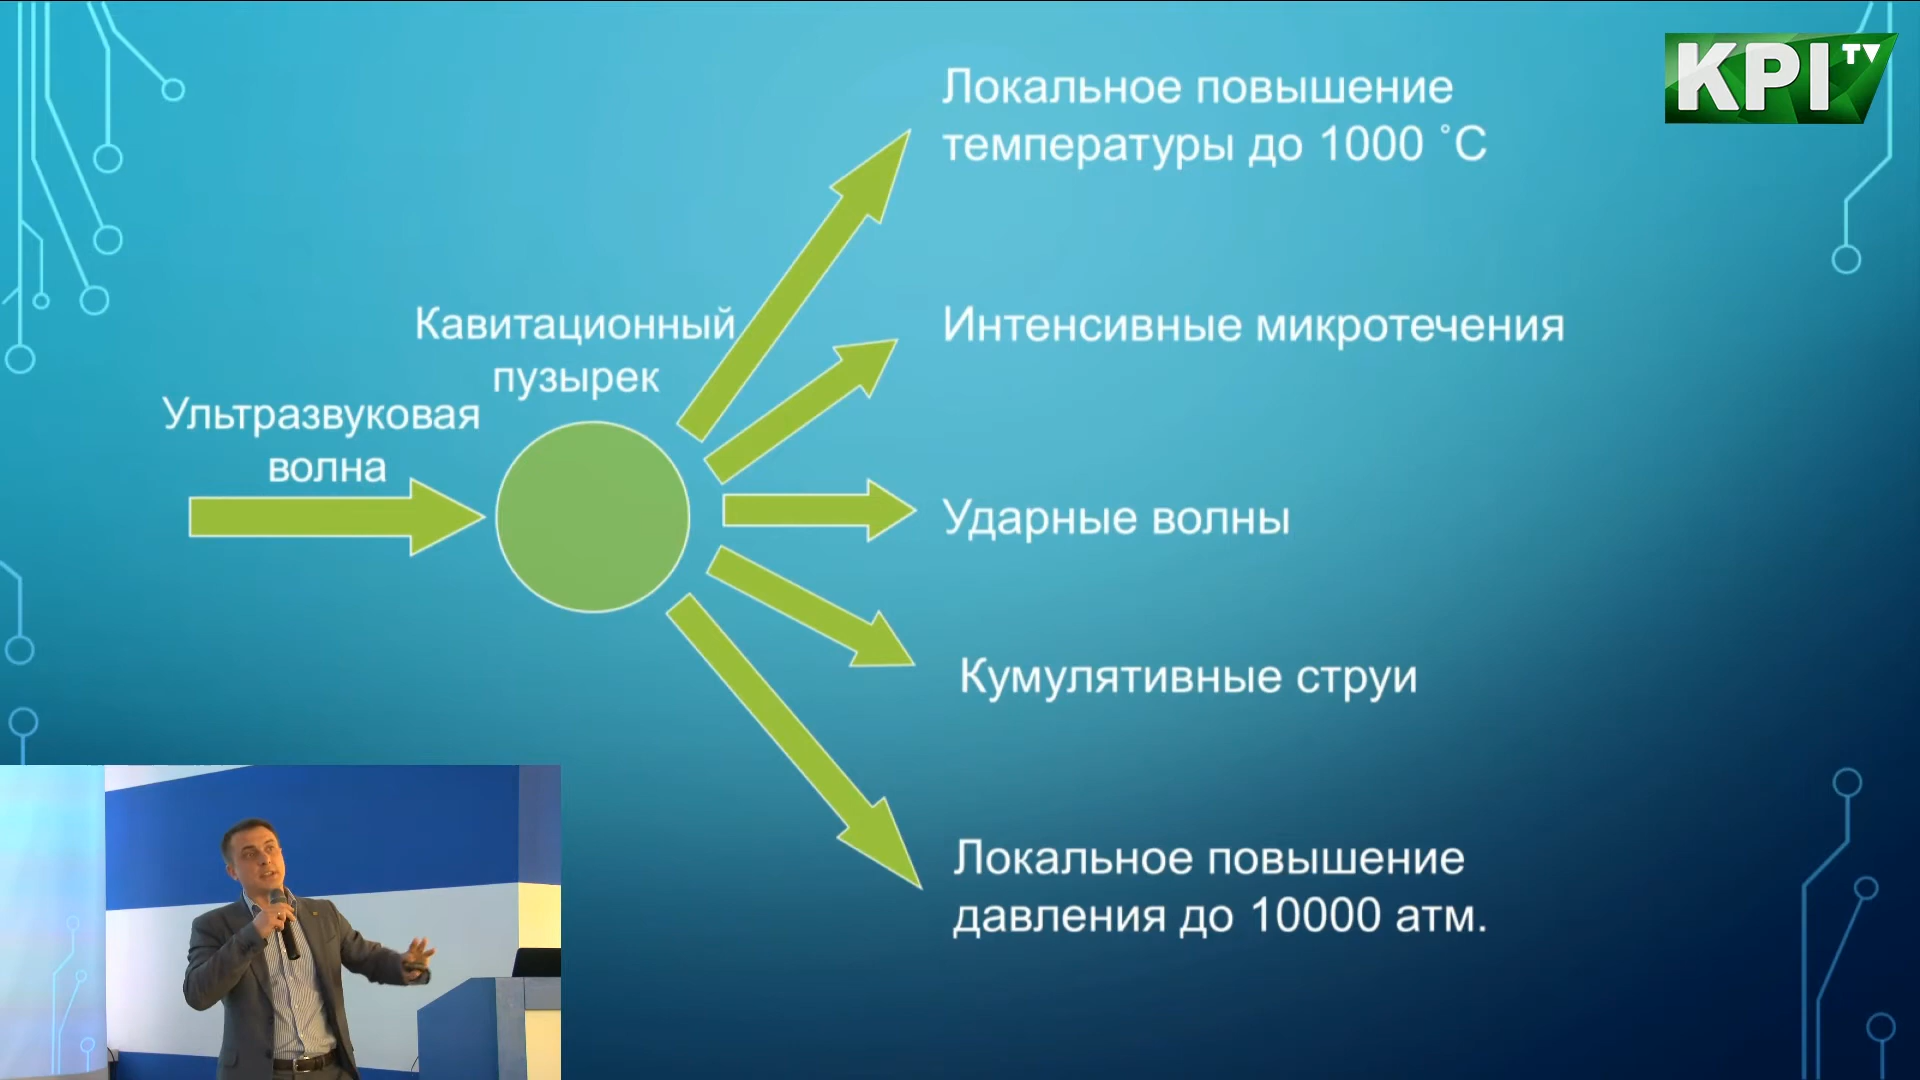 KPI TV
Локальное повышение
температуры до 1000 ˚C
Кавитационный
пузырек
Интенсивные микротечения
Ультразвуковая
волна
Ударные волны
Кумулятивные струи
Локальное повышение
давления до 10000 атм.